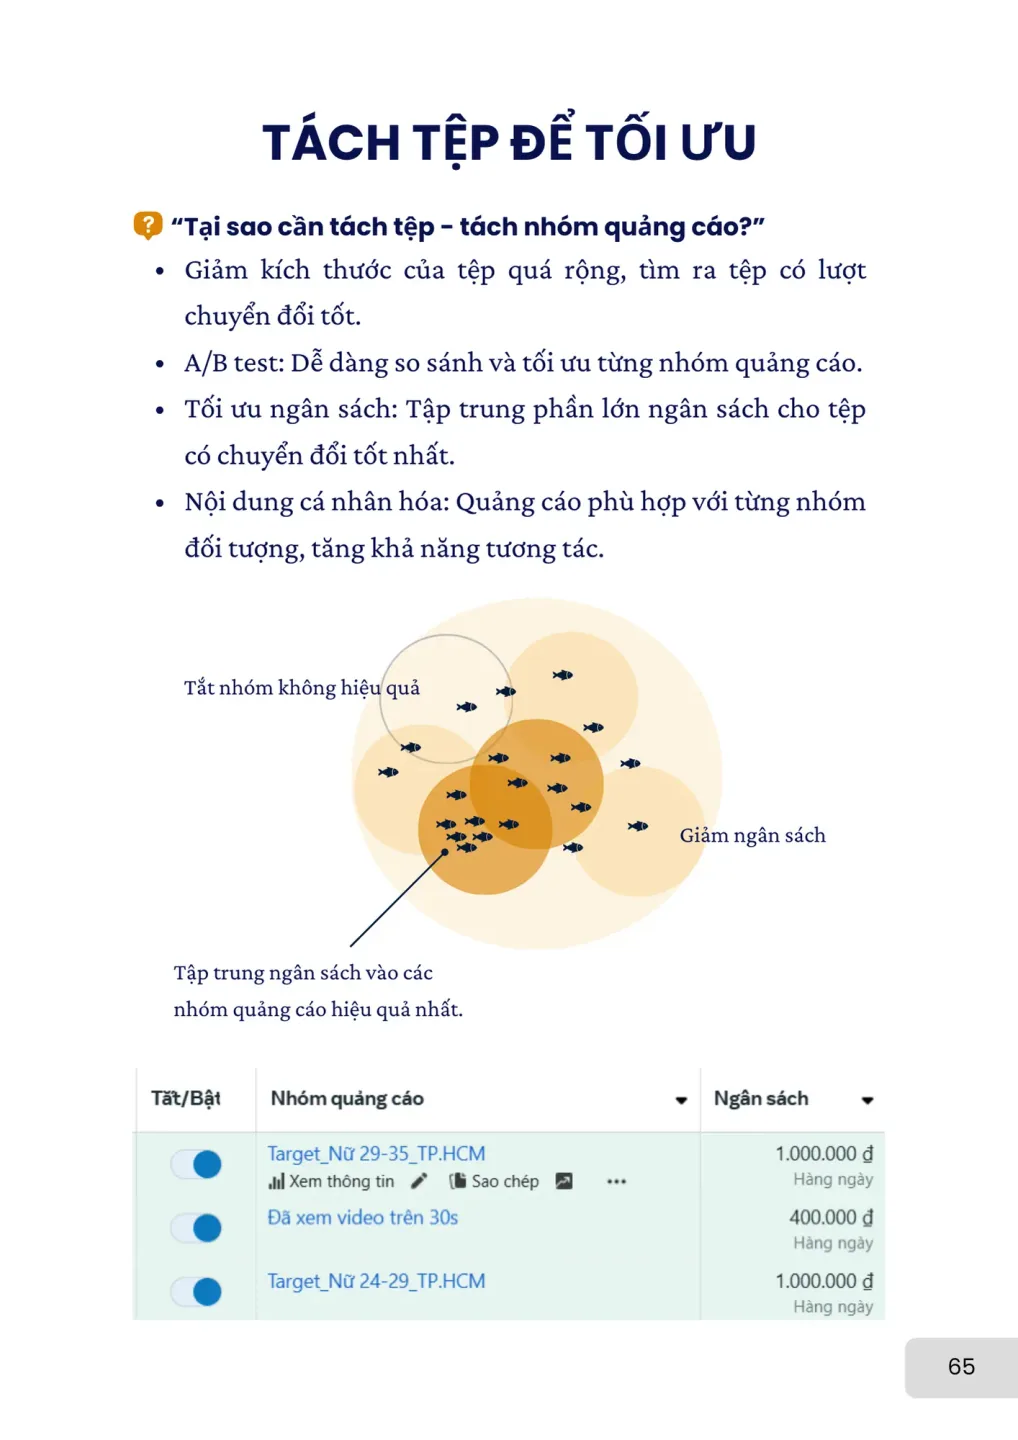 TÁCH TỆP ĐỂ TỐI ƯU
“Tại sao cần tách tệp - tách nhóm quảng cáo?”
• Giảm kích thước của tệp quá rộng, tìm ra tệp có lượt
chuyển đổi tốt.
• A/B test: Dễ dàng so sánh và tối ưu từng nhóm quảng cáo.
• Tối ưu ngân sách: Tập trung phần lớn ngân sách cho tệp
có chuyển đổi tốt nhất.
• Nội dung cá nhân hóa: Quảng cáo phù hợp với từng nhóm
đối tượng, tăng khả năng tương tác.
Tắt nhóm không hiệu quả
Giảm ngân sách
Tập trung ngân sách vào các
nhóm quảng cáo hiệu quả nhất.
Tắt/Bật Nhóm quảng cáo Ngân sách
Target_Nữ 29-35_TP.HCM 1.000.000 ₫
Xem thông tin Sao chép ... Hàng ngày
Đã xem video trên 30s 400.000 ₫
Hàng ngày
Target_Nữ 24-29_TP.HCM 1.000.000 ₫
Hàng ngày
65